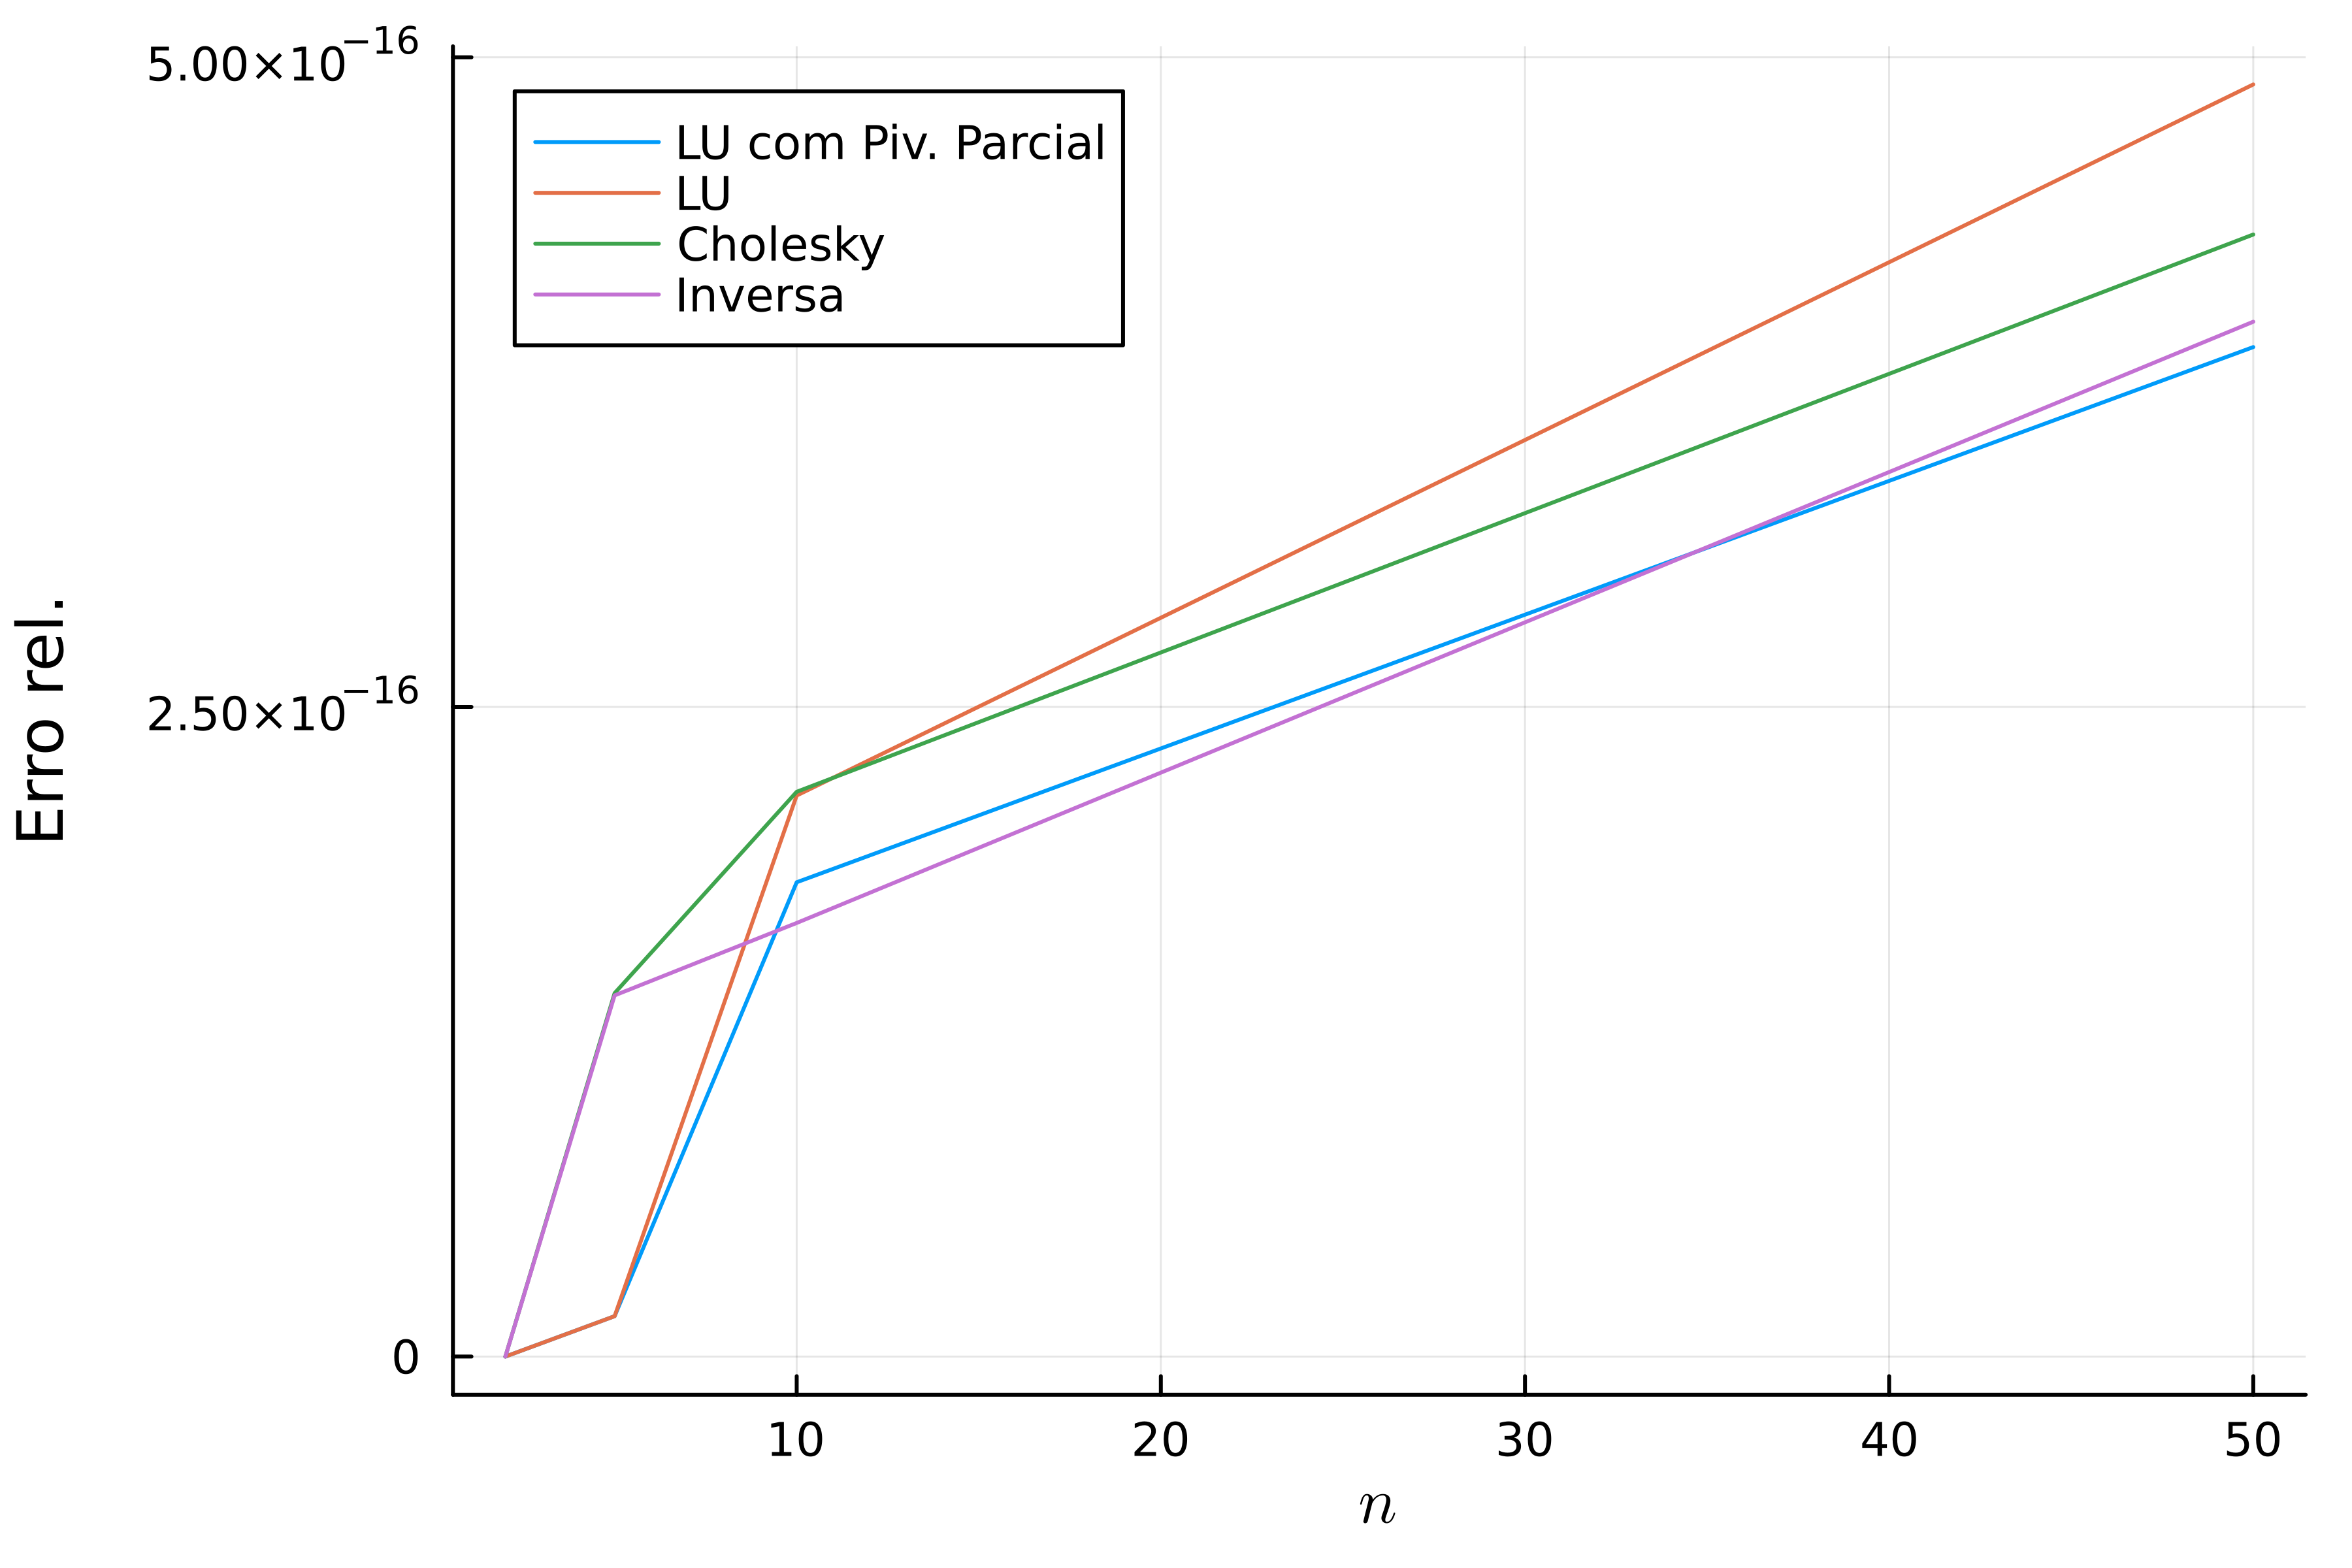 5.00×10⁻¹⁶
LU com Piv. Parcial
LU
Cholesky
Inversa
Erro rel.
2.50×10⁻¹⁶
0
10 20 30 40 50
n